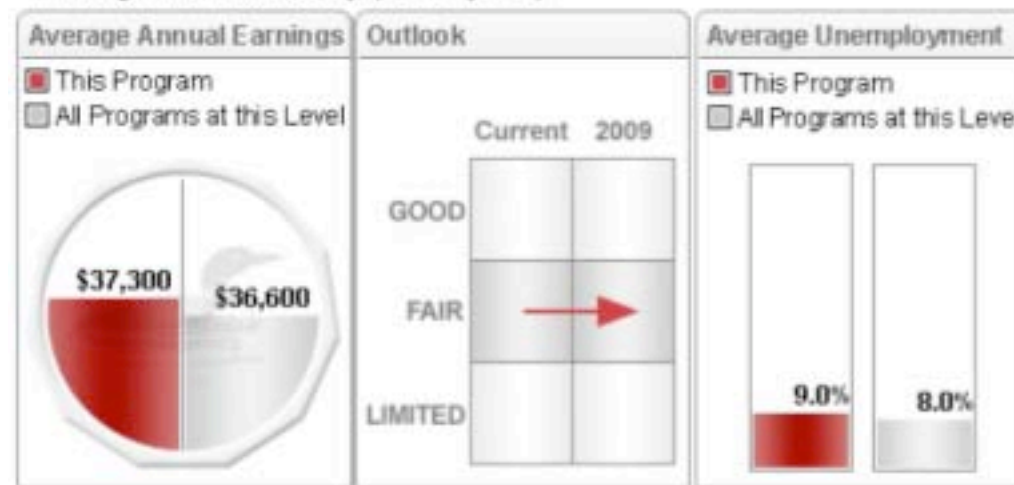 Average Annual Earnings
This Program
All Programs at this Level
$37,300
$36,600
Outlook
Current 2009
GOOD
FAIR
LIMITED
Average Unemployment
This Program
All Programs at this Leve
9.0%
8.0%